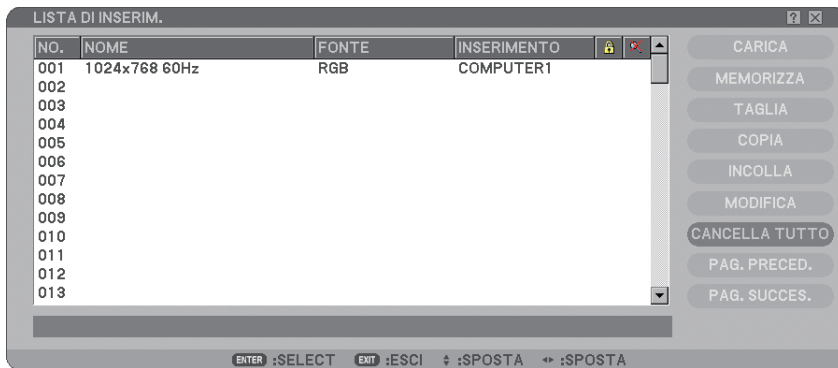 LISTA DI INSERIM.
NO. NOME FONTE INSERIMENTO
001 1024x768 60Hz RGB COMPUTER1
002
003
004
005
006
007
008
009
010
011
012
013
CARICA
MEMORIZZA
TAGLIA
COPIA
INCOLLA
MODIFICA
CANCELLA TUTTO
PAG. PRECED.
PAG. SUCCES.
ENTER :SELECT EXIT :ESCI :SPOSTA :SPOSTA